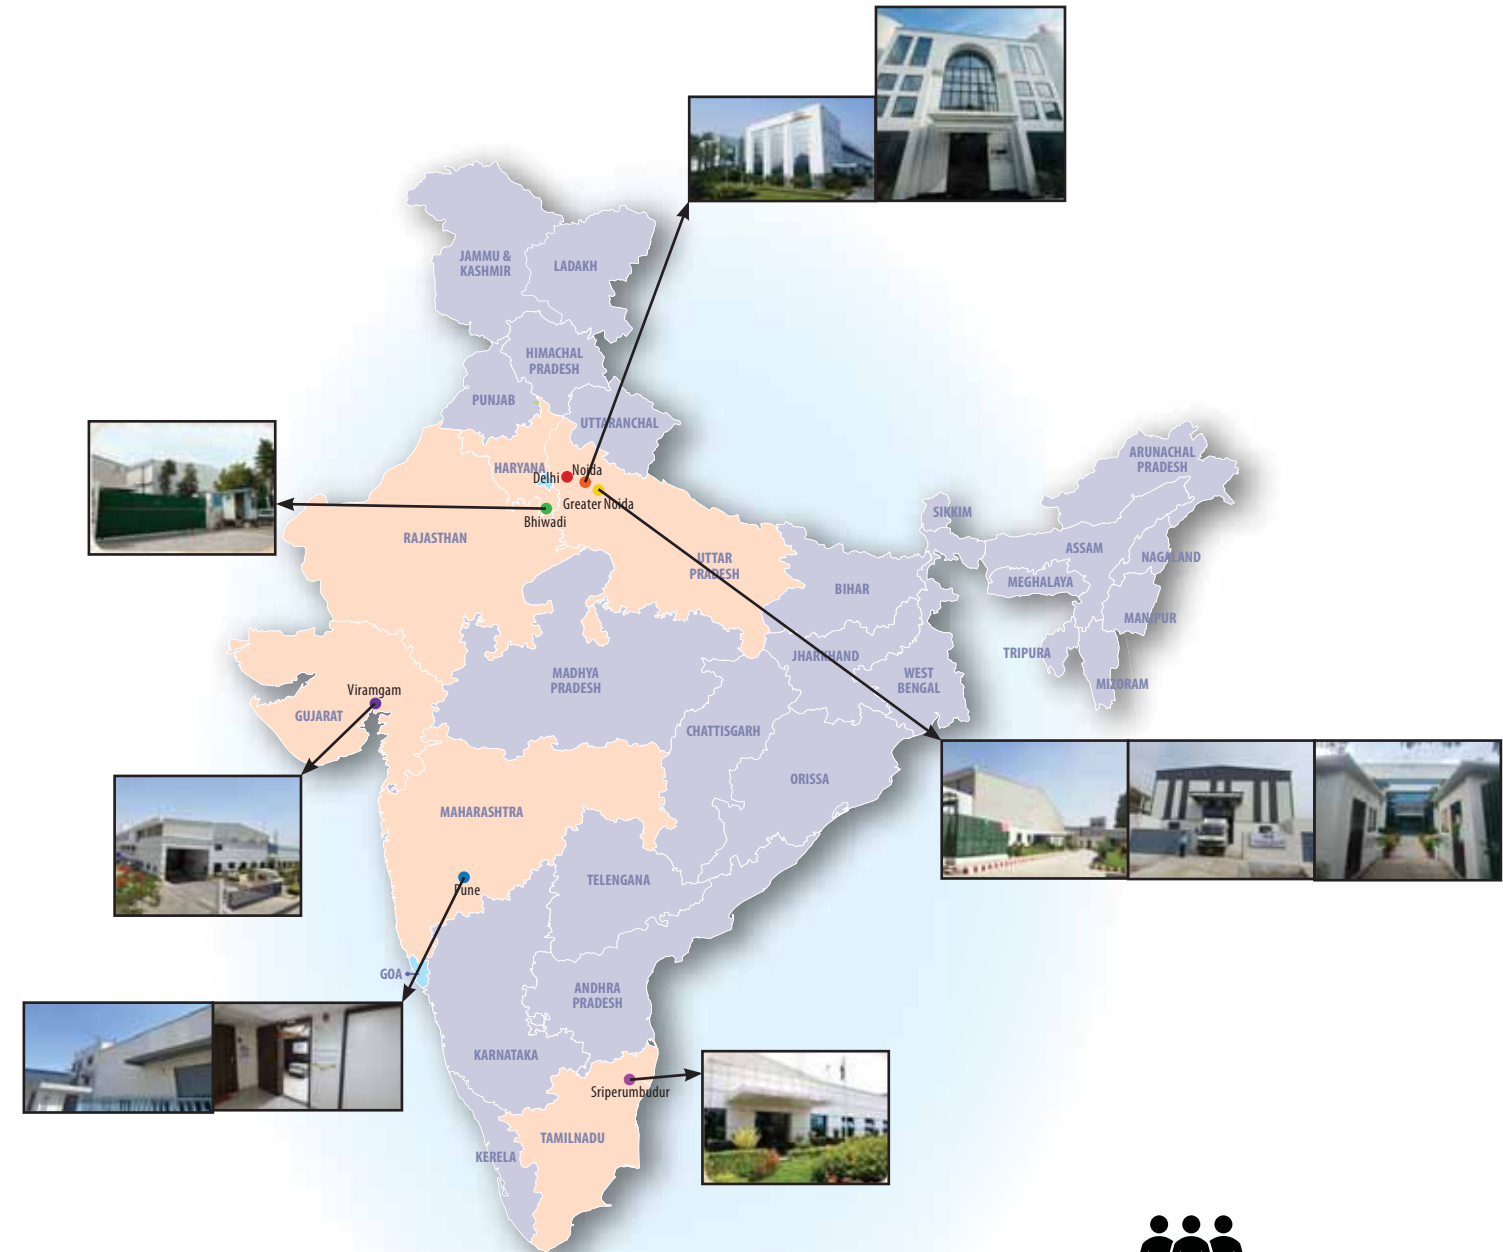 JAMMU &
KASHMIR
LADAKH
HIMACHAL
PRADESH
PUNJAB
UTTARANCHAL
HARYANA
Delhi
Noida
Greater Noida
Bhiwadi
RAJASTHAN
UTTAR
PRADESH
BIHAR
SIKKIM
ARUNACHAL
PRADESH
ASSAM
NAGALAND
MEGHALAYA
MANIPUR
TRIPURA
MIZORAM
JHARKHAND
WEST
BENGAL
MADHYA
PRADESH
Viramgam
GUJARAT
CHATTISGARH
ORISSA
MAHARASHTRA
Pune
TELENGANA
GOA
ANDHRA
PRADESH
KARNATAKA
Sriperumbudur
TAMILNADU
KERELA